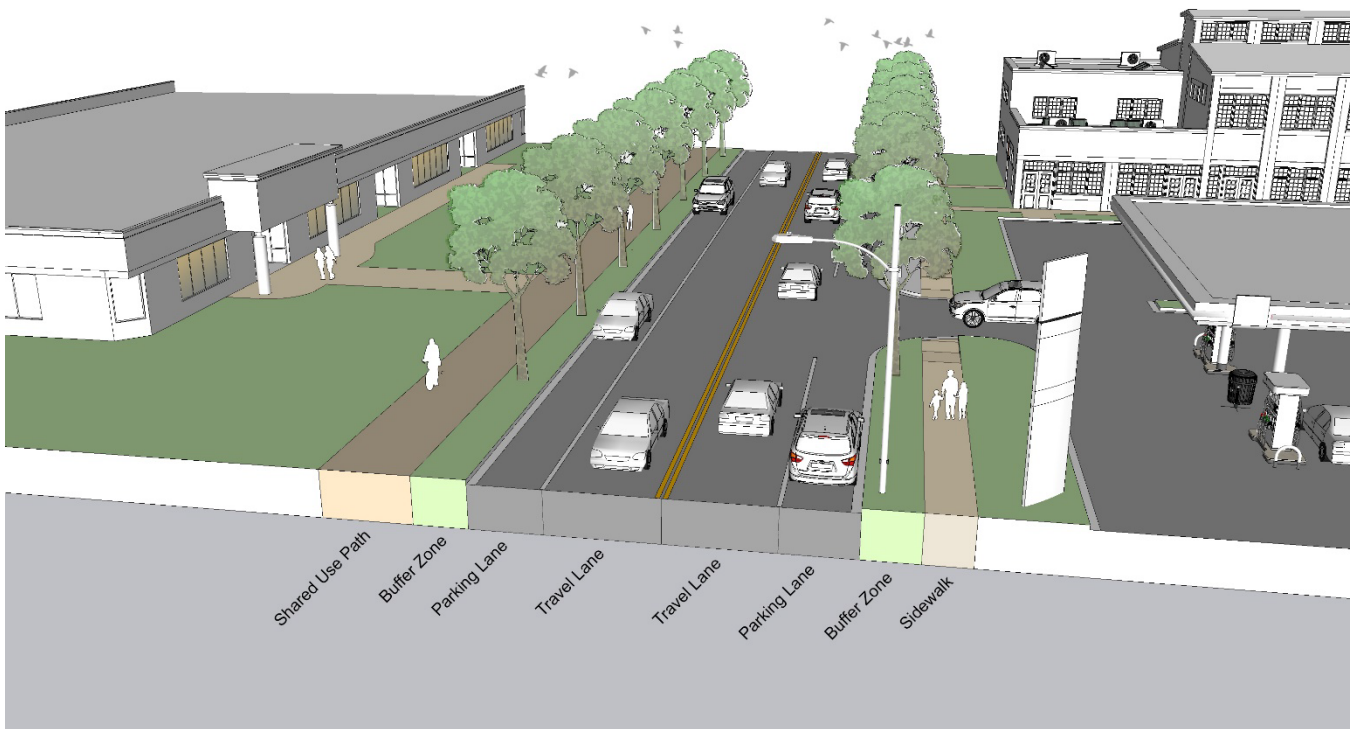 Shared Use Path
Buffer Zone
Parking Lane
Travel Lane
Travel Lane
Parking Lane
Buffer Zone
Sidewalk